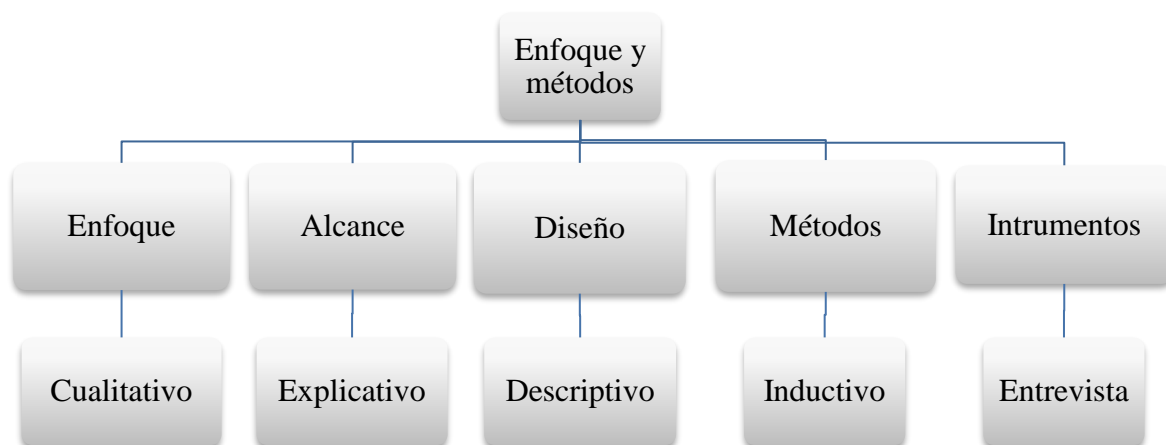 Enfoque y
métodos
Enfoque
Alcance
Diseño
Métodos
Intrumentos
Cualitativo
Explicativo
Descriptivo
Inductivo
Entrevista